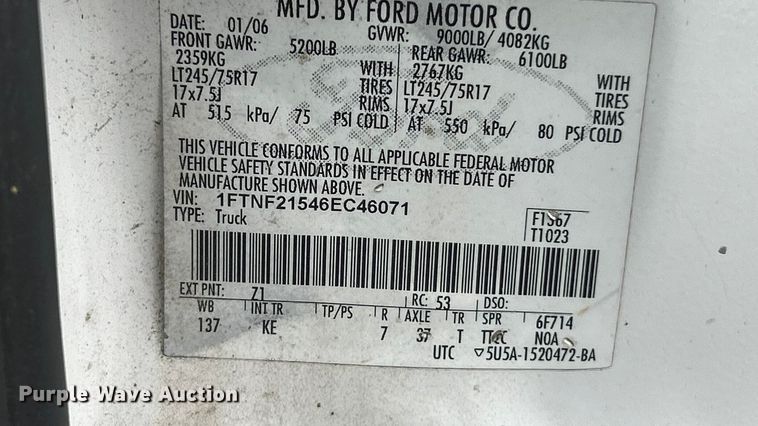 MFD. BY FORD MOTOR CO.
DATE: 01/06 GVWR: 9000LB/ 4082KG
FRONT GAWR: 5200LB REAR GAWR: 6100LB
2359KG WITH 2767KG WITH
LT245/75R17 TIRES LT245/75R17 TIRES
17x7.5J RIMS 17x7.5J RIMS
AT 515 kPa/ 75 PSI COLD AT 550 kPa/ 80 PSI COLD
Ford
THIS VEHICLE CONFORMS TO ALL APPLICABLE FEDERAL MOTOR
VEHICLE SAFETY STANDARDS IN EFFECT ON THE DATE OF
MANUFACTURE SHOWN ABOVE.
VIN: 1FTNF21546EC46071
TYPE: Truck F1367
T1023
EXT PNT: Z1 RC: 53 DSO:
WB INT TR TP/PS R AXLE TR SPR 6F714
137 KE 7 37 T NOA
UTC ▽5U5A-1520472-BA
Purple Wave Auction